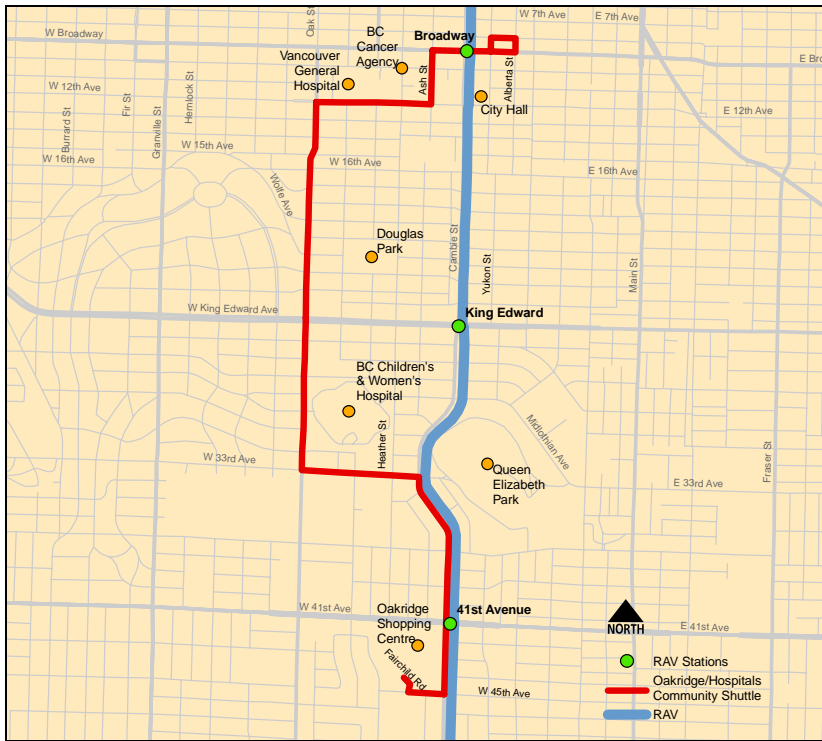 W 7th Ave
E 7th Ave
Oak St
BC
Cancer
Agency
Broadway
W Broadway
E Bro
Vancouver
General
Hospital
Ash St
Alberta St
City Hall
W 12th Ave
E 12th Ave
Burrard St
Fir St
Granville St
Hemlock St
W 15th Ave
W 16th Ave
W 16th Ave
E 16th Ave
Wolfe Ave
Douglas
Park
Cambie St
Yukon St
Main St
W King Edward Ave
King Edward
BC Children's
& Women's
Hospital
Heather St
Midlothian Ave
W 33rd Ave
Queen
Elizabeth
Park
E 33rd Ave
Fraser St
W 41st Ave
Oakridge
Shopping
Centre
41st Avenue
E 41st Ave
NORTH
Fairchild Rd
W 45th Ave
RAV Stations
Oakridge/Hospitals
Community Shuttle
RAV